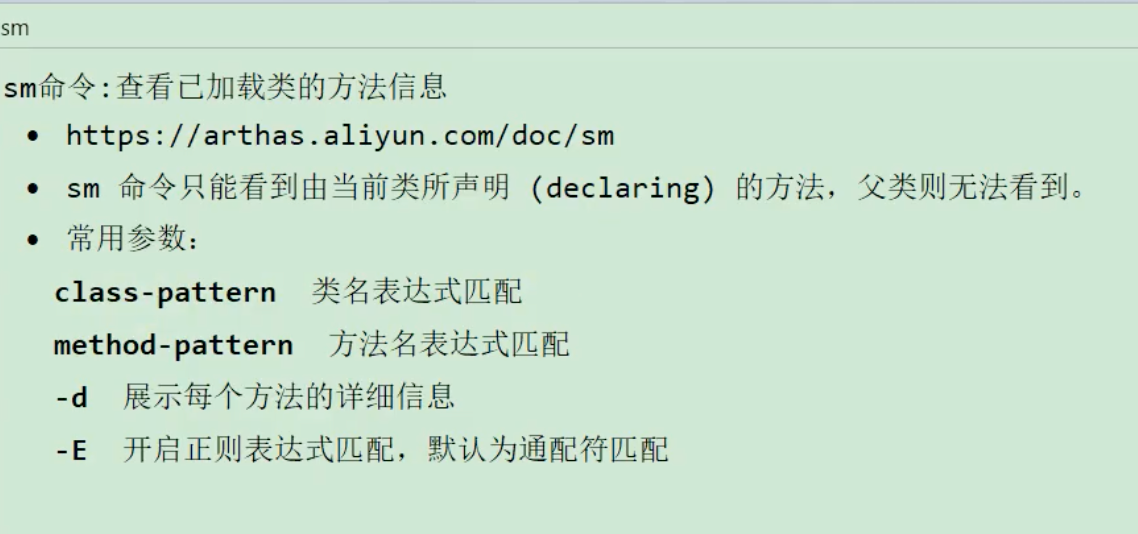 sm
sm命令:查看已加载类的方法信息
• https://arthas.aliyun.com/doc/sm
• sm 命令只能看到由当前类所声明 (declaring) 的方法，父类则无法看到。
• 常用参数：
class-pattern 类名表达式匹配
method-pattern 方法名表达式匹配
-d 展示每个方法的详细信息
-E 开启正则表达式匹配，默认为通配符匹配